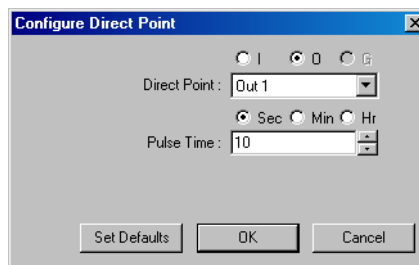 Configure Direct Point
I O G
Direct Point : Out 1
Sec Min Hr
Pulse Time : 10
Set Defaults OK Cancel